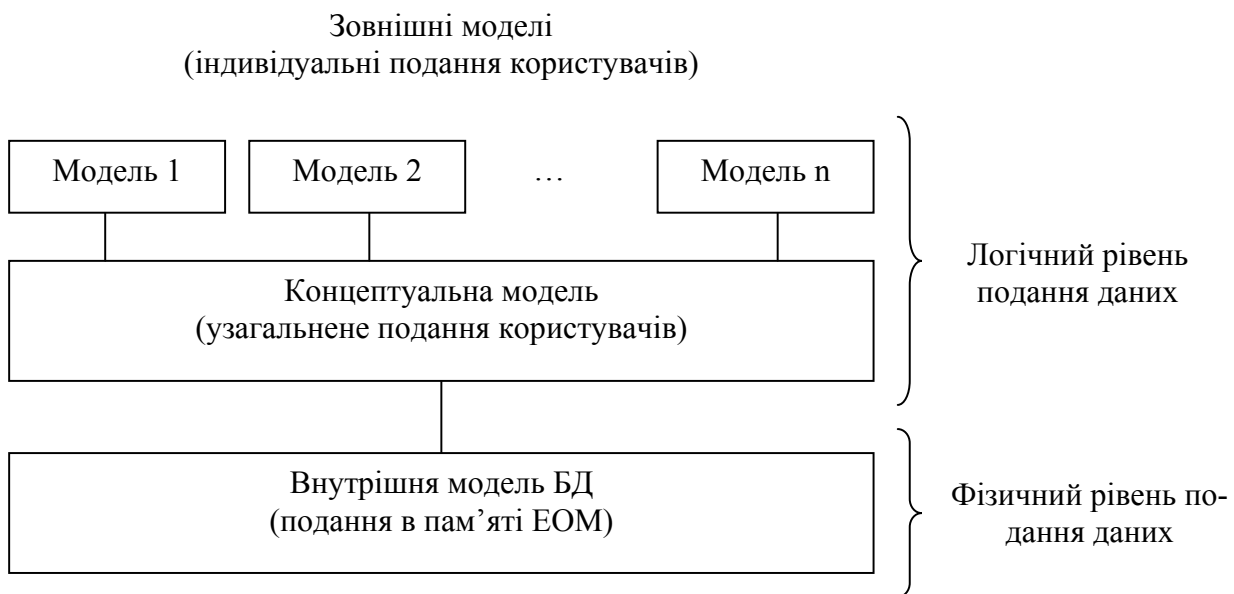 Зовнішні моделі
(індивідуальні подання користувачів)
Модель 1
Модель 2
…
Модель n
Концептуальна модель
(узагальнене подання користувачів)
Логічний рівень
подання даних
Внутрішня модель БД
(подання в пам’яті ЕОМ)
Фізичний рівень по-
дання даних